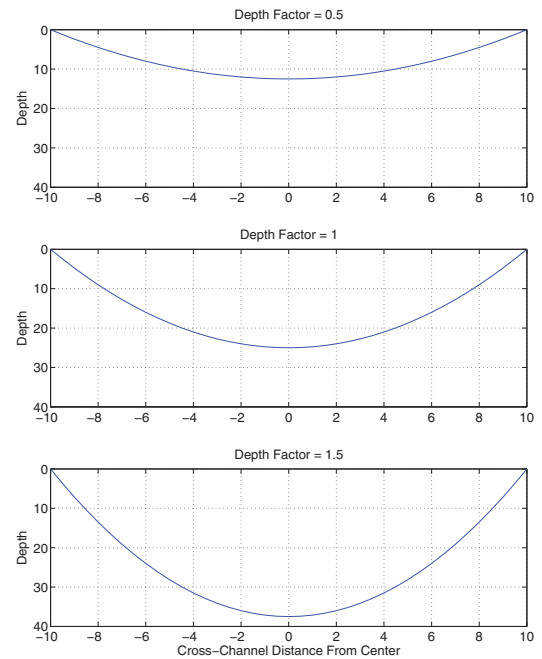 Depth Factor = 0.5
0
10
20
30
40
Depth
−10 −8 −6 −4 −2 0 2 4 6 8 10
Depth Factor = 1
0
10
20
30
40
Depth
−10 −8 −6 −4 −2 0 2 4 6 8 10
Depth Factor = 1.5
0
10
20
30
40
Depth
−10 −8 −6 −4 −2 0 2 4 6 8 10
Cross−Channel Distance From Center